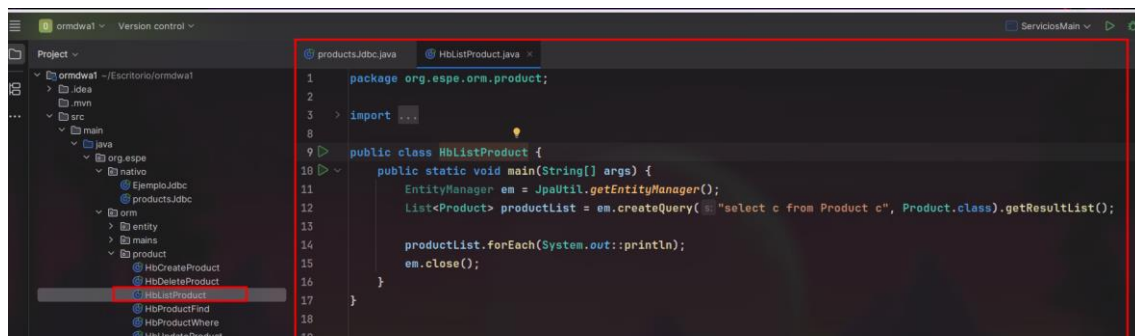 ormdwa1 Version control ServiciosMain
Project
productsJdbc.java HbListProduct.java
ormdwa1 ~/Escritorio/ormdwa1
.idea
.mvn
src
main
java
org.espe
nativo
EjemploJdbc
productsJdbc
orm
entity
mains
product
HbCreateProduct
HbDeleteProduct
HbListProduct
HbProductFind
HbProductWhere
HbUpdateProduct
1 package org.espe.orm.product;
2
3 import ...
8
9 public class HbListProduct {
10 public static void main(String[] args) {
11 EntityManager em = JpaUtil.getEntityManager();
12 List<Product> productList = em.createQuery( s: "select c from Product c", Product.class).getResultList();
13
14 productList.forEach(System.out::println);
15 em.close();
16 }
17 }
18
19